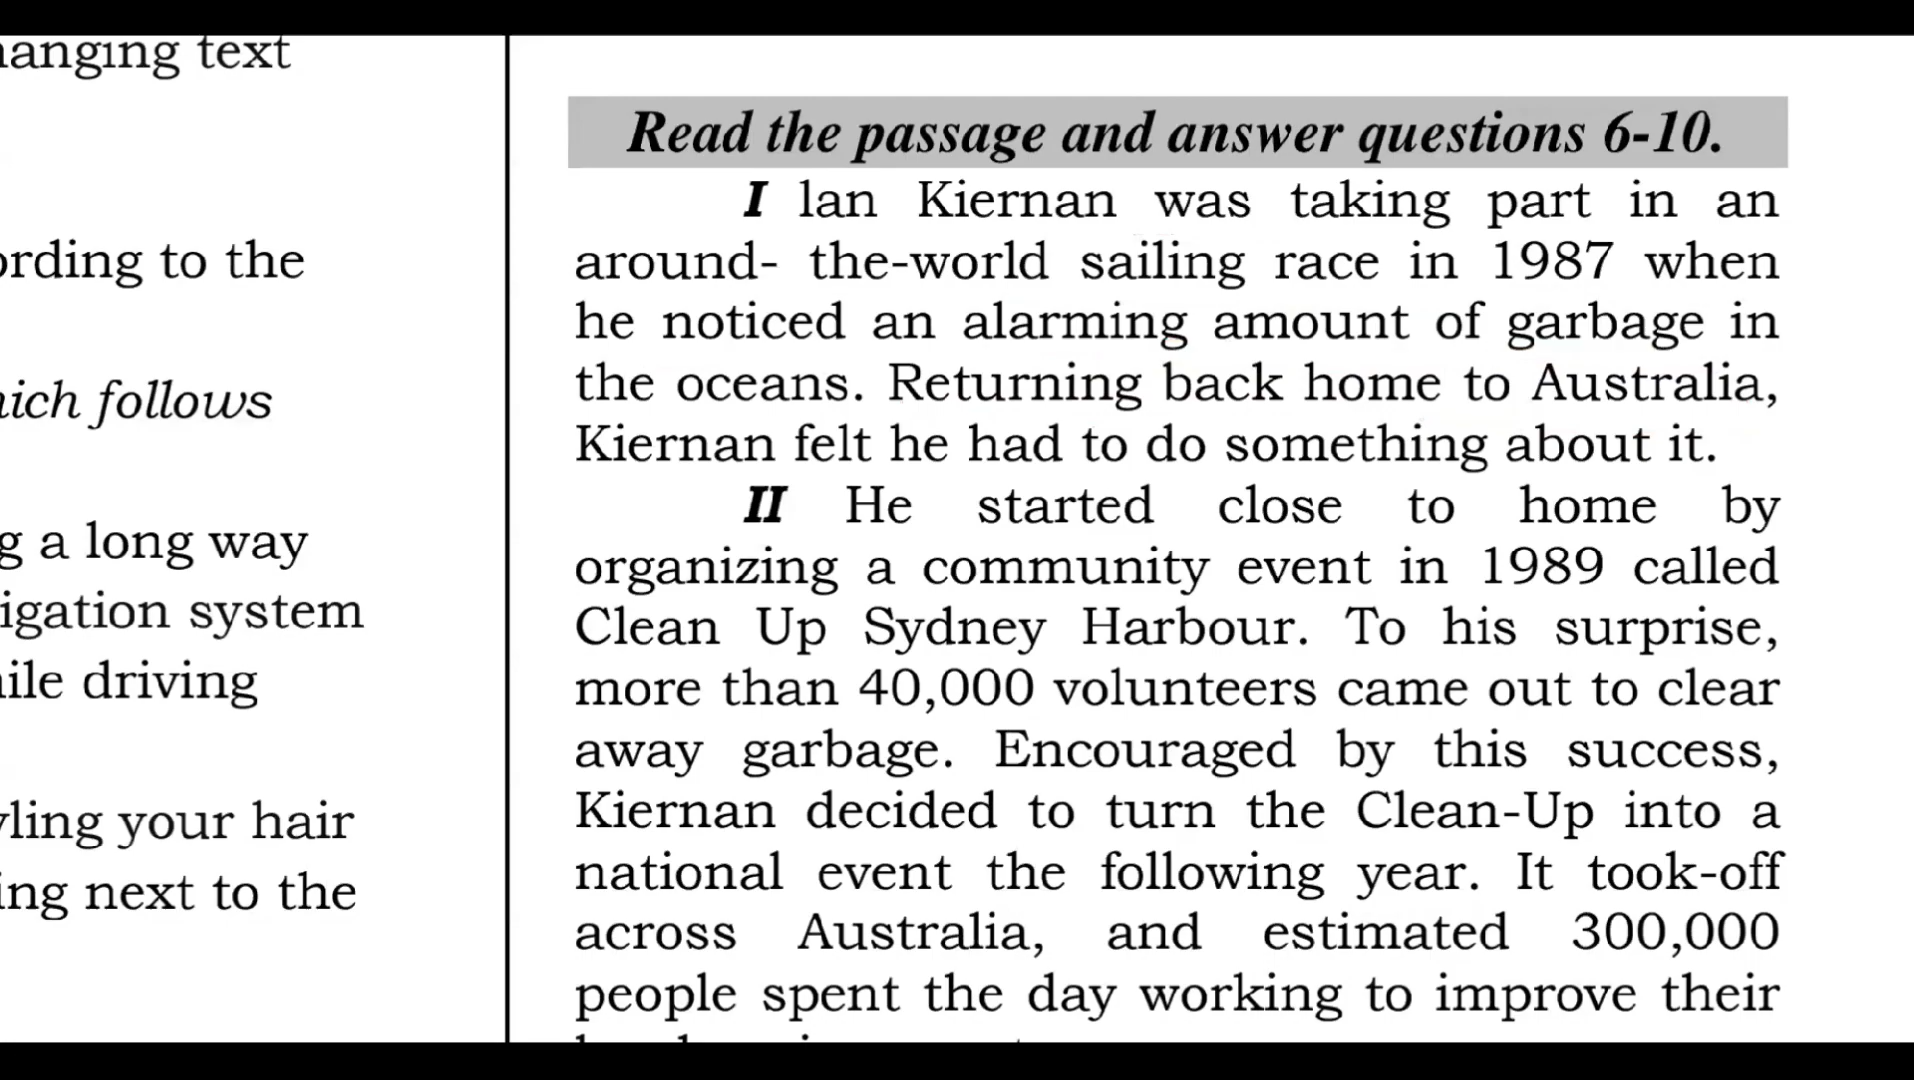 hanging text
ording to the
hich follows
g a long way
igation system
ile driving
yling your hair
ing next to the
Read the passage and answer questions 6-10.
I lan Kiernan was taking part in an
around- the-world sailing race in 1987 when
he noticed an alarming amount of garbage in
the oceans. Returning back home to Australia,
Kiernan felt he had to do something about it.
II He started close to home by
organizing a community event in 1989 called
Clean Up Sydney Harbour. To his surprise,
more than 40,000 volunteers came out to clear
away garbage. Encouraged by this success,
Kiernan decided to turn the Clean-Up into a
national event the following year. It took-off
across Australia, and estimated 300,000
people spent the day working to improve their